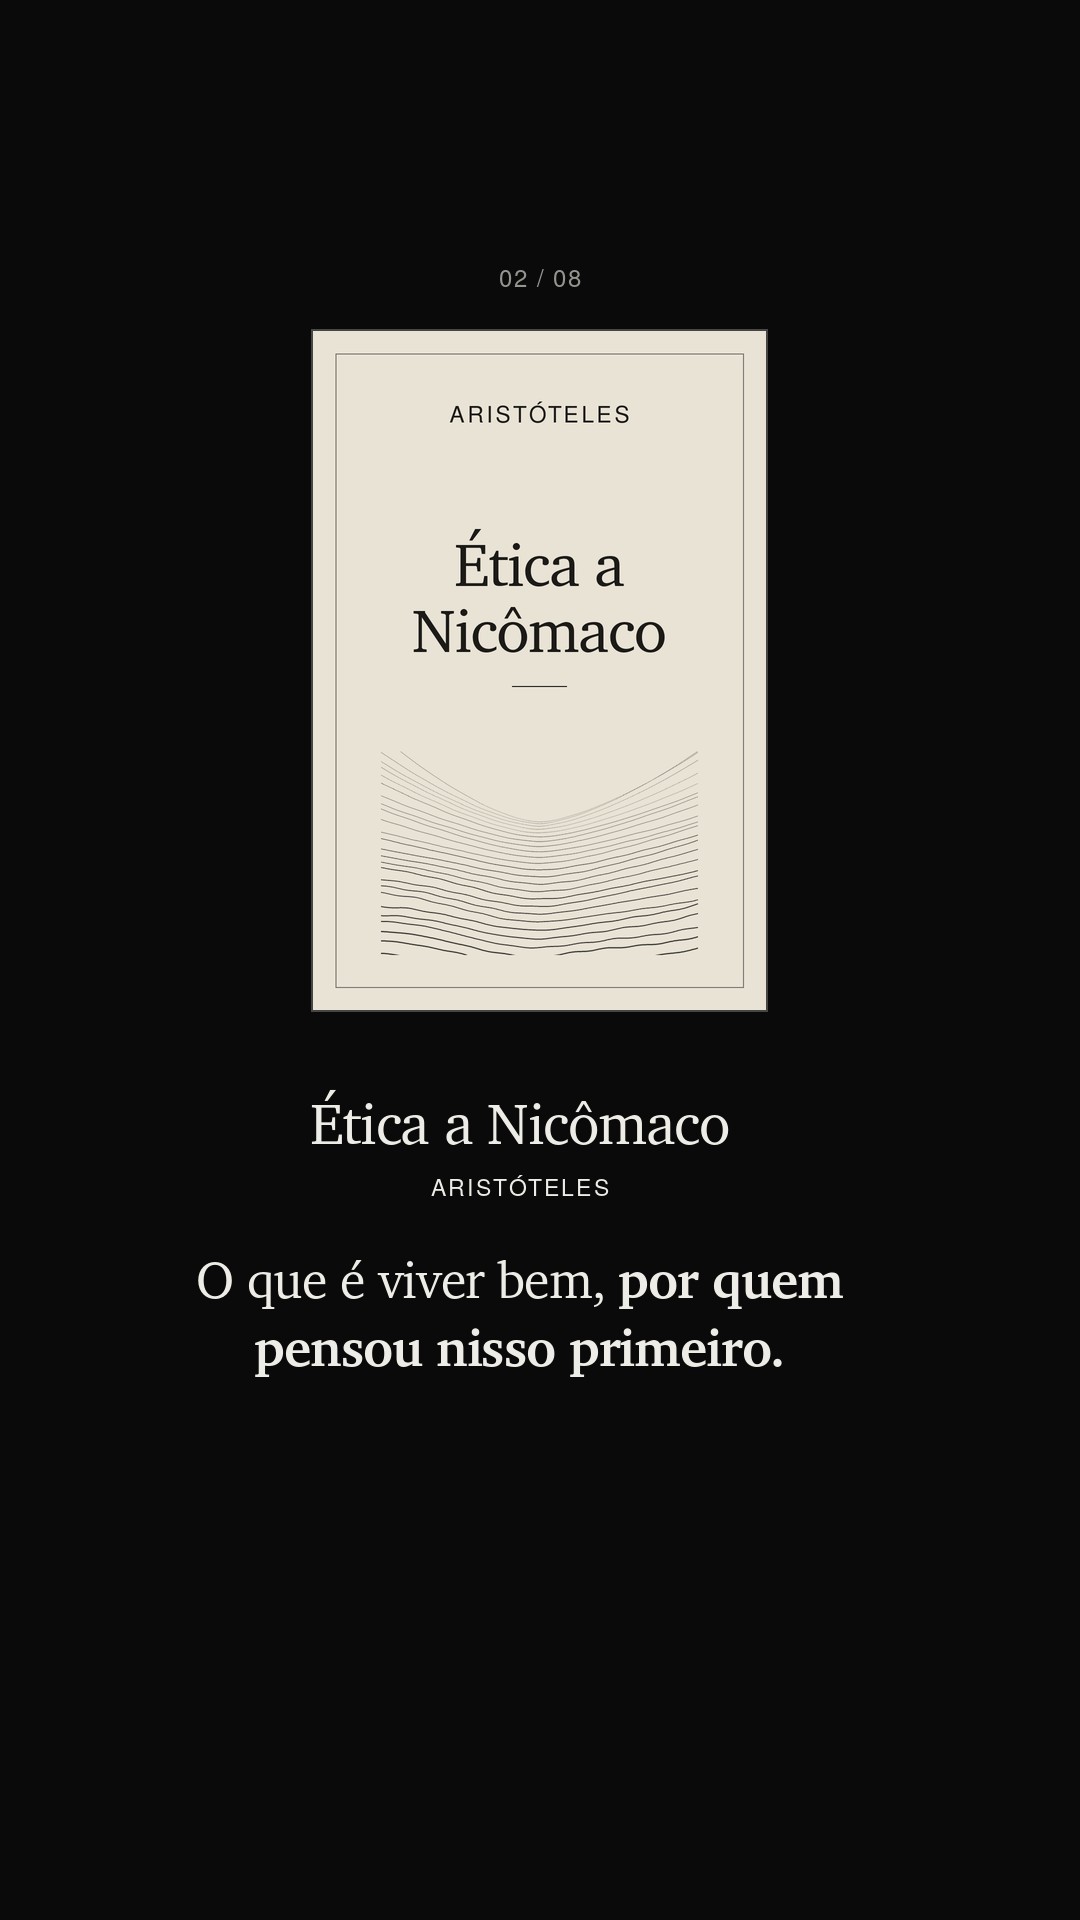 02 / 08
ARISTÓTELES
Ética a
Nicômaco
Ética a Nicômaco
ARISTÓTELES
O que é viver bem, por quem
pensou nisso primeiro.